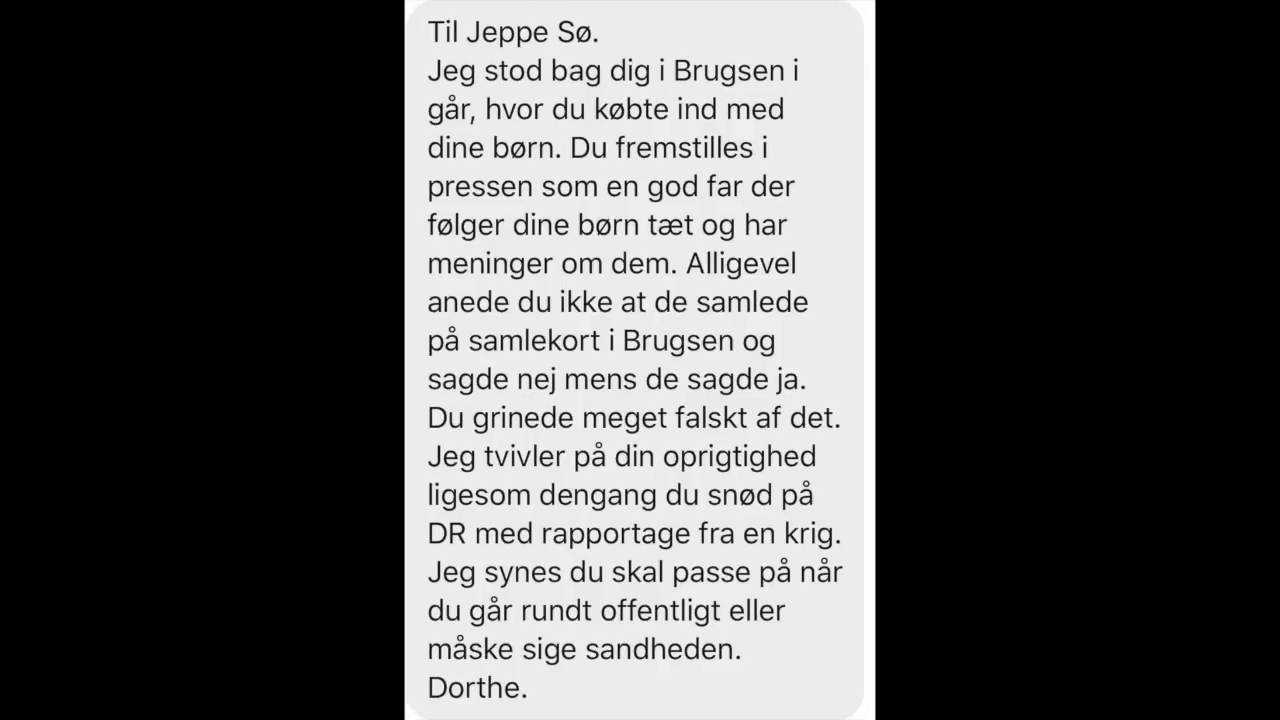 Til Jeppe Sø.
Jeg stod bag dig i Brugsen i
går, hvor du købte ind med
dine børn. Du fremstilles i
pressen som en god far der
følger dine børn tæt og har
meninger om dem. Alligevel
anede du ikke at de samlede
på samlekort i Brugsen og
sagde nej mens de sagde ja.
Du grinede meget falskt af det.
Jeg tvivler på din oprigtighed
ligesom dengang du snød på
DR med rapportage fra en krig.
Jeg synes du skal passe på når
du går rundt offentligt eller
måske sige sandheden.
Dorthe.